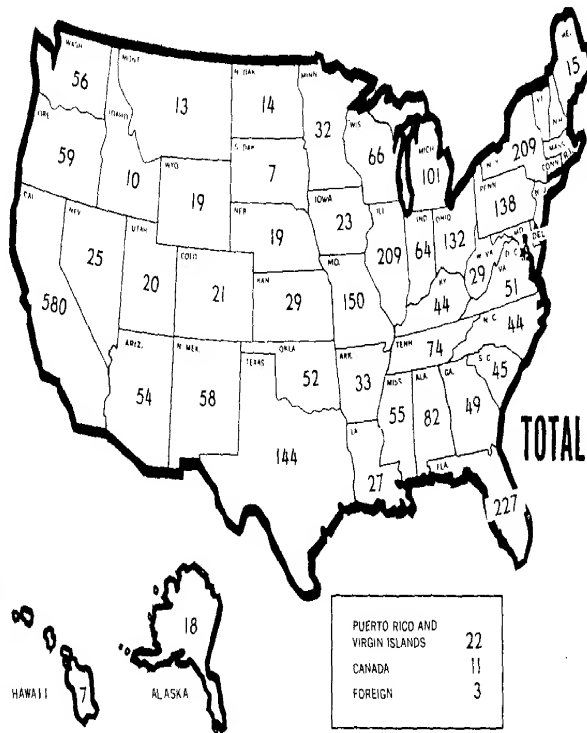 WASH
56
MONT
13
N DAK
14
MINN
32
ME.
15
ORE
59
IDAHO
10
WYO
19
S DAK
7
WIS
66
MICH
101
VT
NH
N.Y
209
MASS
CONN
R.I
CAL
580
NEV
25
UTAH
20
COLO
21
NEB
19
IOWA
23
ILL
209
IND
64
OHIO
132
PENN
138
N.J
MD
DEL
D C
W VA
29
VA
51
KAN
29
MO.
150
KY
44
N C
44
TENN
74
S C
45
ARIZ.
54
N MEX.
58
TEXAS
144
OKLA
52
ARK
33
MISS
55
ALA
82
GA.
49
LA
27
FLA.
227
TOTAL
HAWAII
7
ALASKA
18
PUERTO RICO AND
VIRGIN ISLANDS 22
CANADA 11
FOREIGN 3